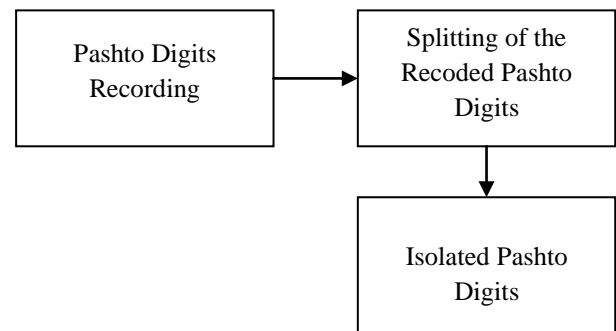 Pashto Digits
Recording
Splitting of the
Recoded Pashto
Digits
Isolated Pashto
Digits